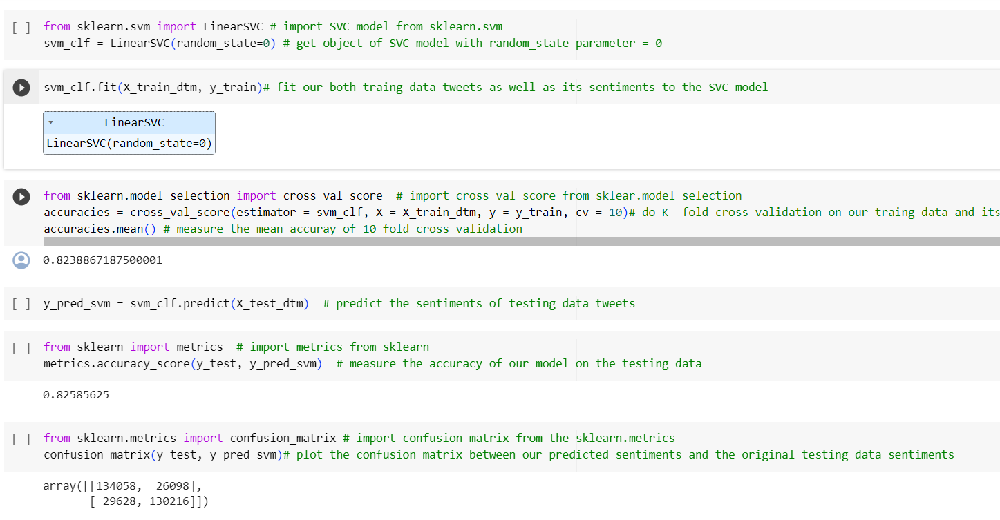 [ ] from sklearn.svm import LinearSVC # import SVC model from sklearn.svm
svm_clf = LinearSVC(random_state=0) # get object of SVC model with random_state parameter = 0
svm_clf.fit(X_train_dtm, y_train)# fit our both traing data tweets as well as its sentiments to the SVC model
LinearSVC
LinearSVC(random_state=0)
from sklearn.model_selection import cross_val_score  # import cross_val_score from sklear.model_selection
accuracies = cross_val_score(estimator = svm_clf, X = X_train_dtm, y = y_train, cv = 10)# do K- fold cross validation on our traing data and its
accuracies.mean() # measure the mean accuray of 10 fold cross validation
0.8238867187500001
[ ] y_pred_svm = svm_clf.predict(X_test_dtm)  # predict the sentiments of testing data tweets
[ ] from sklearn import metrics  # import metrics from sklearn
metrics.accuracy_score(y_test, y_pred_svm)  # measure the accuracy of our model on the testing data
0.82585625
[ ] from sklearn.metrics import confusion_matrix # import confusion matrix from the sklearn.metrics
confusion_matrix(y_test, y_pred_svm)# plot the confusion matrix between our predicted sentiments and the original testing data sentiments
array([[134058,  26098],
[ 29628, 130216]])